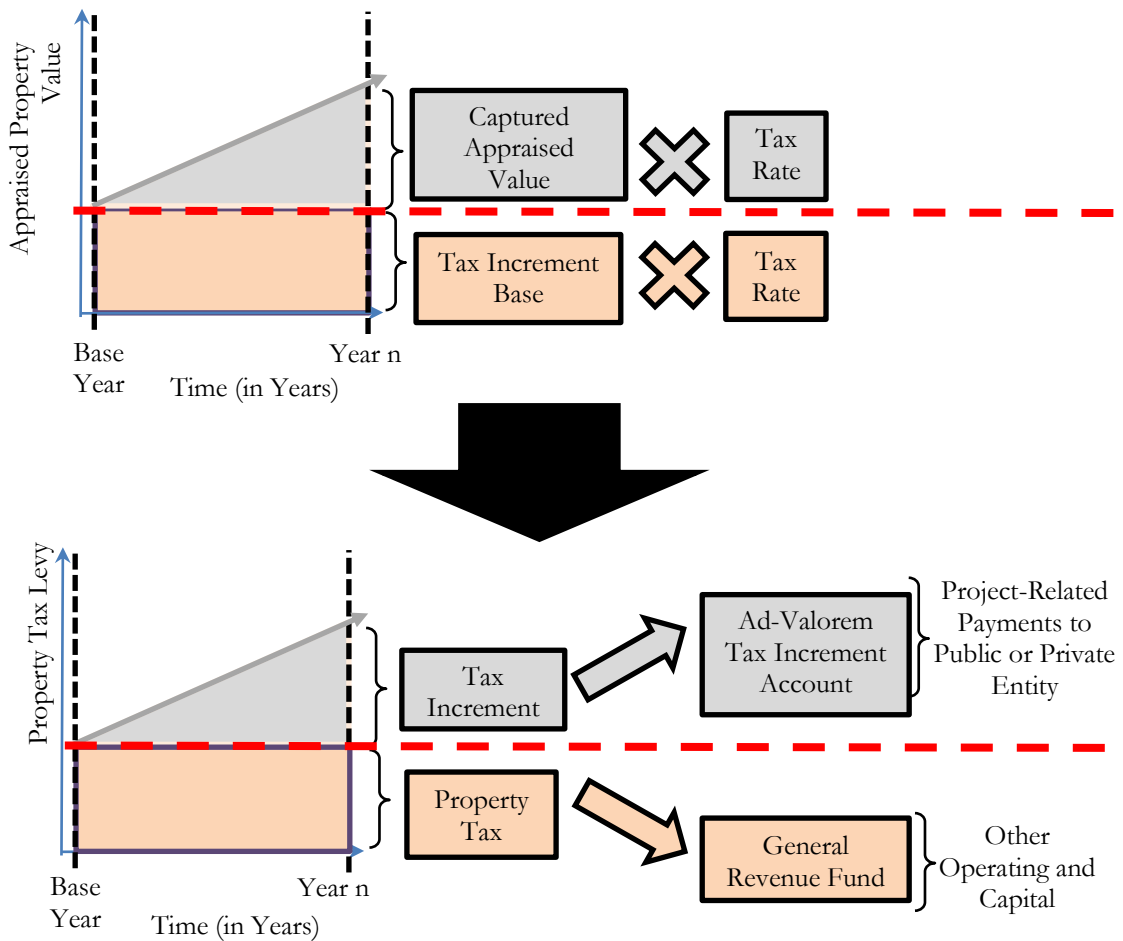 Appraised Property
Value
Captured
Appraised
Value
Tax
Rate
Tax Increment
Base
Tax
Rate
Base
Year
Year n
Time (in Years)
Property Tax Levy
Tax
Increment
Ad-Valorem
Tax Increment
Account
Project-Related
Payments to
Public or Private
Entity
Property
Tax
General
Revenue Fund
Other
Operating and
Capital
Base
Year
Year n
Time (in Years)